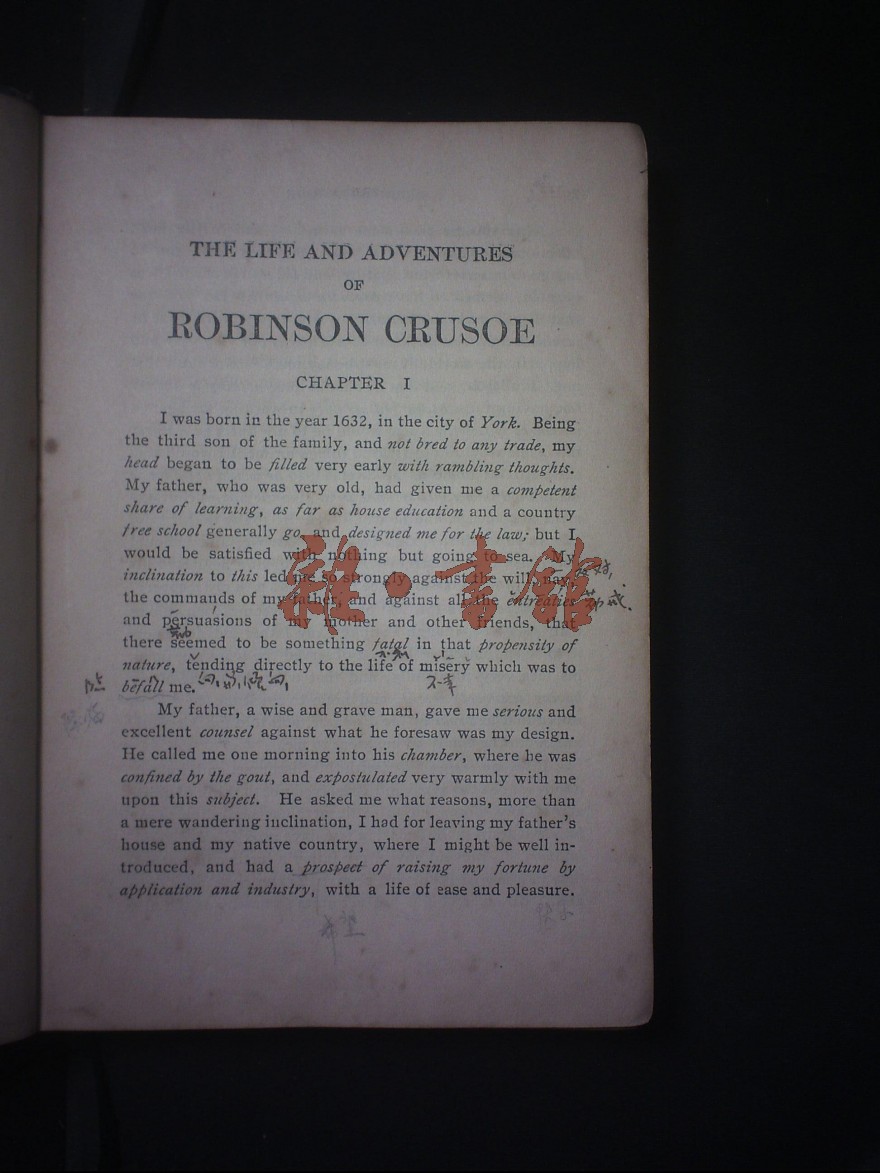 THE LIFE AND ADVENTURES
OF
ROBINSON CRUSOE
CHAPTER I
I was born in the year 1632, in the city of York. Being
the third son of the family, and not bred to any trade, my
head began to be filled very early with rambling thoughts.
My father, who was very old, had given me a competent
share of learning, as far as house education and a country
free school generally go, and designed me for the law; but I
would be satisfied with nothing but going to sea. My
inclination to this led me so strongly against the will, nay,
the commands of my father, and against all the entreaties
and persuasions of my mother and other friends, that
there seemed to be something fatal in that propensity of
nature, tending directly to the life of misery which was to
befall me.
不幸
My father, a wise and grave man, gave me serious and
excellent counsel against what he foresaw was my design.
He called me one morning into his chamber, where he was
confined by the gout, and expostulated very warmly with me
upon this subject. He asked me what reasons, more than
a mere wandering inclination, I had for leaving my father's
house and my native country, where I might be well in-
troduced, and had a prospect of raising my fortune by
application and industry, with a life of ease and pleasure.
雜·書館